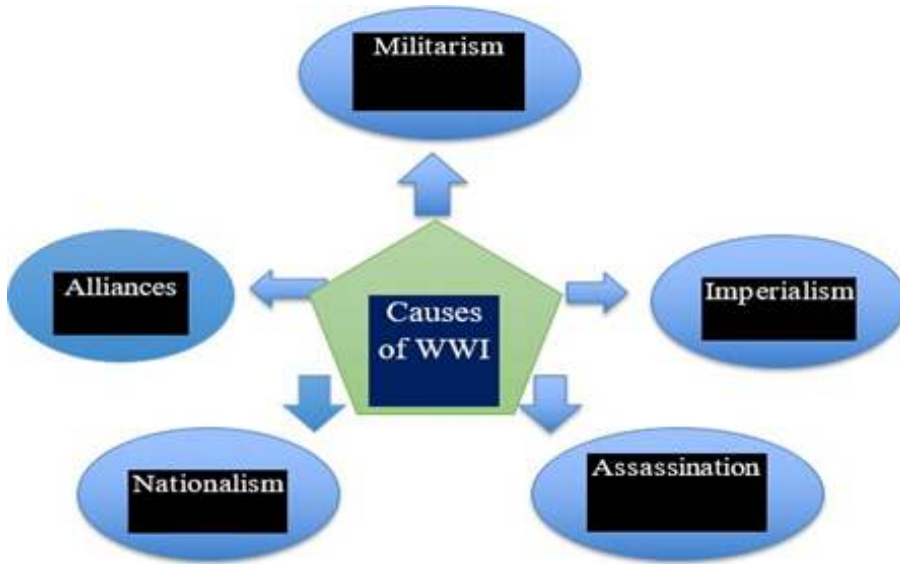 Militarism
Alliances
Imperialism
Causes
of WWI
Nationalism
Assassination